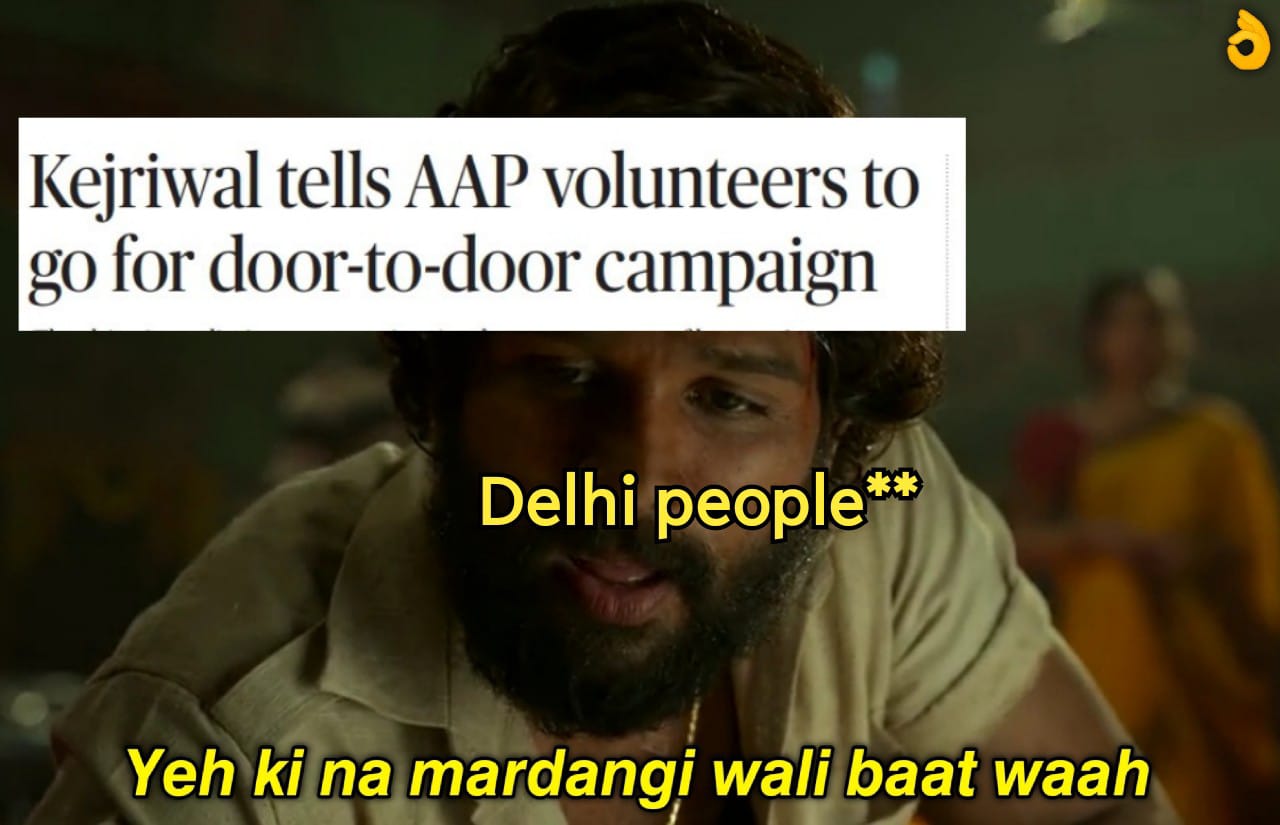 Kejriwal tells AAP volunteers to
go for door-to-door campaign
Delhi people**
Yeh ki na mardangi wali baat waah